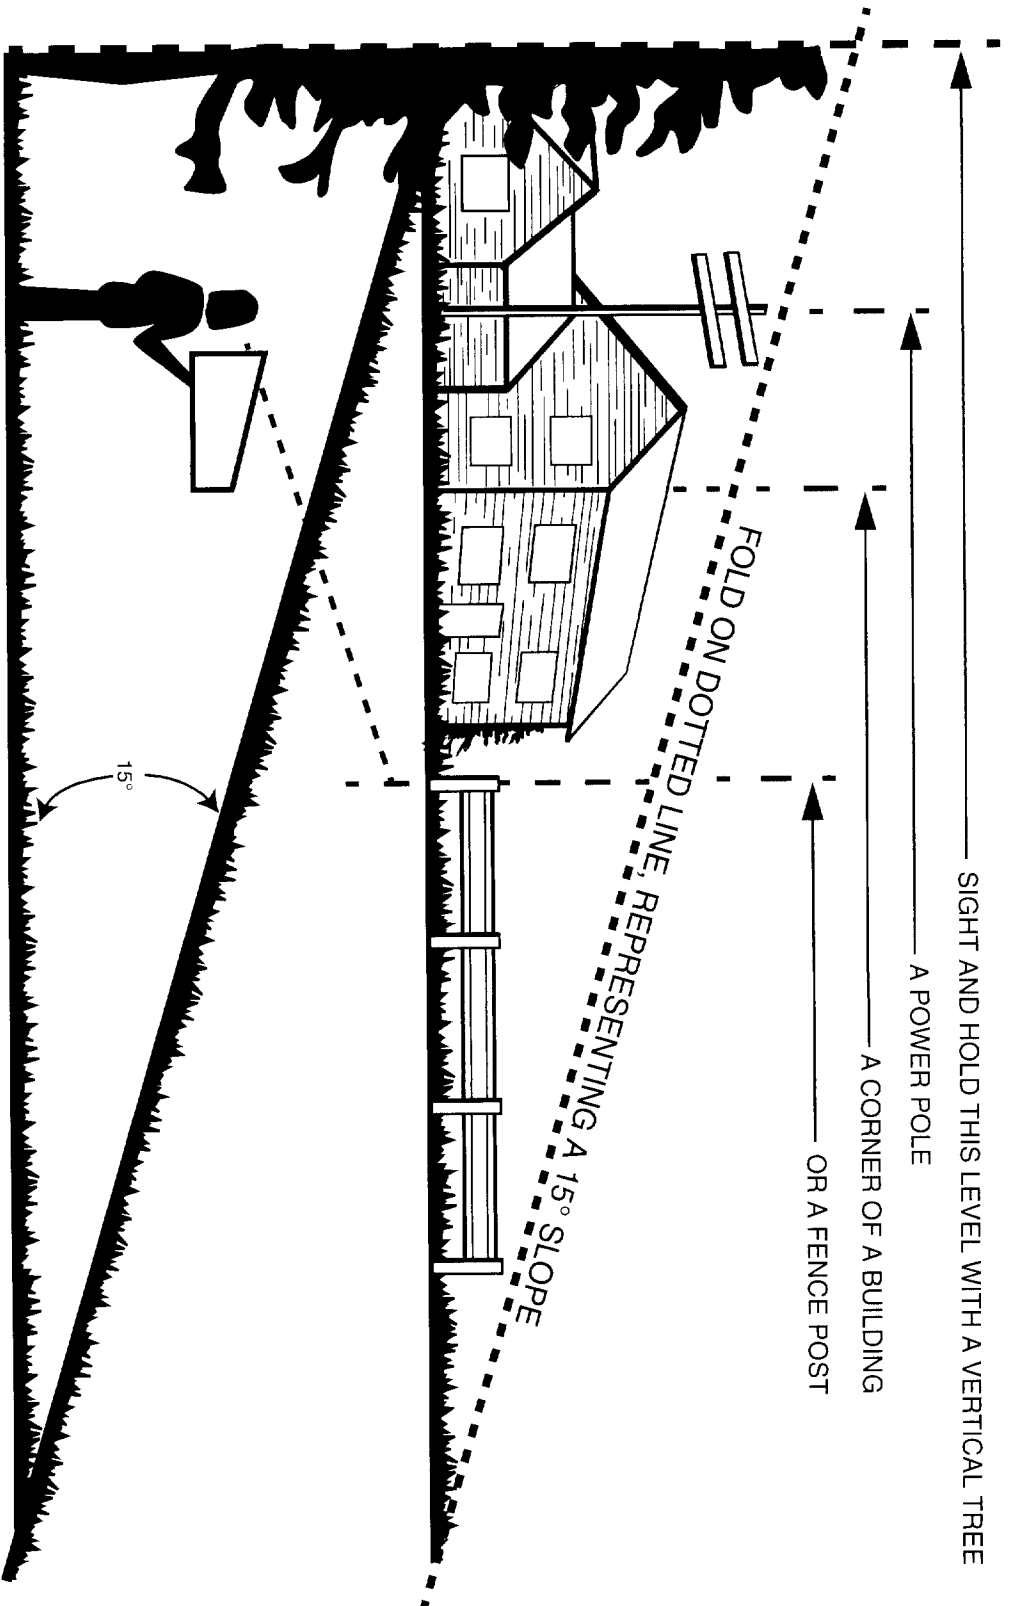 SIGHT AND HOLD THIS LEVEL WITH A VERTICAL TREE
A POWER POLE
A CORNER OF A BUILDING
OR A FENCE POST
FOLD ON DOTTED LINE, REPRESENTING A 15° SLOPE
15°